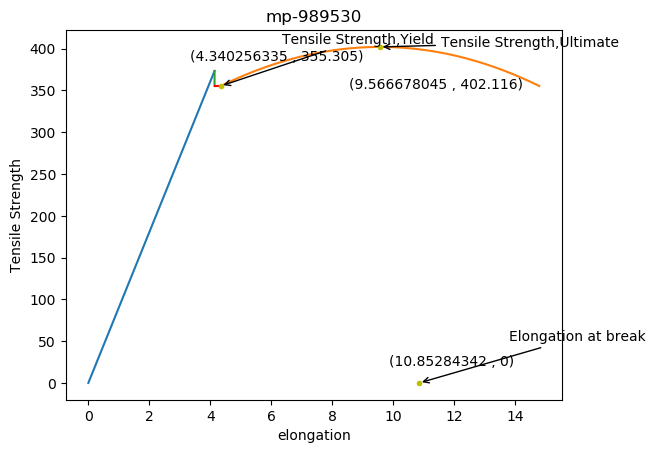 mp-989530
Tensile Strength,Yield
Tensile Strength,Ultimate
(4.340256335 , 355.305)
(9.566678045 , 402.116)
Elongation at break
(10.85284342 , 0)
Tensile Strength
400
350
300
250
200
150
100
50
0
0 2 4 6 8 10 12 14
elongation